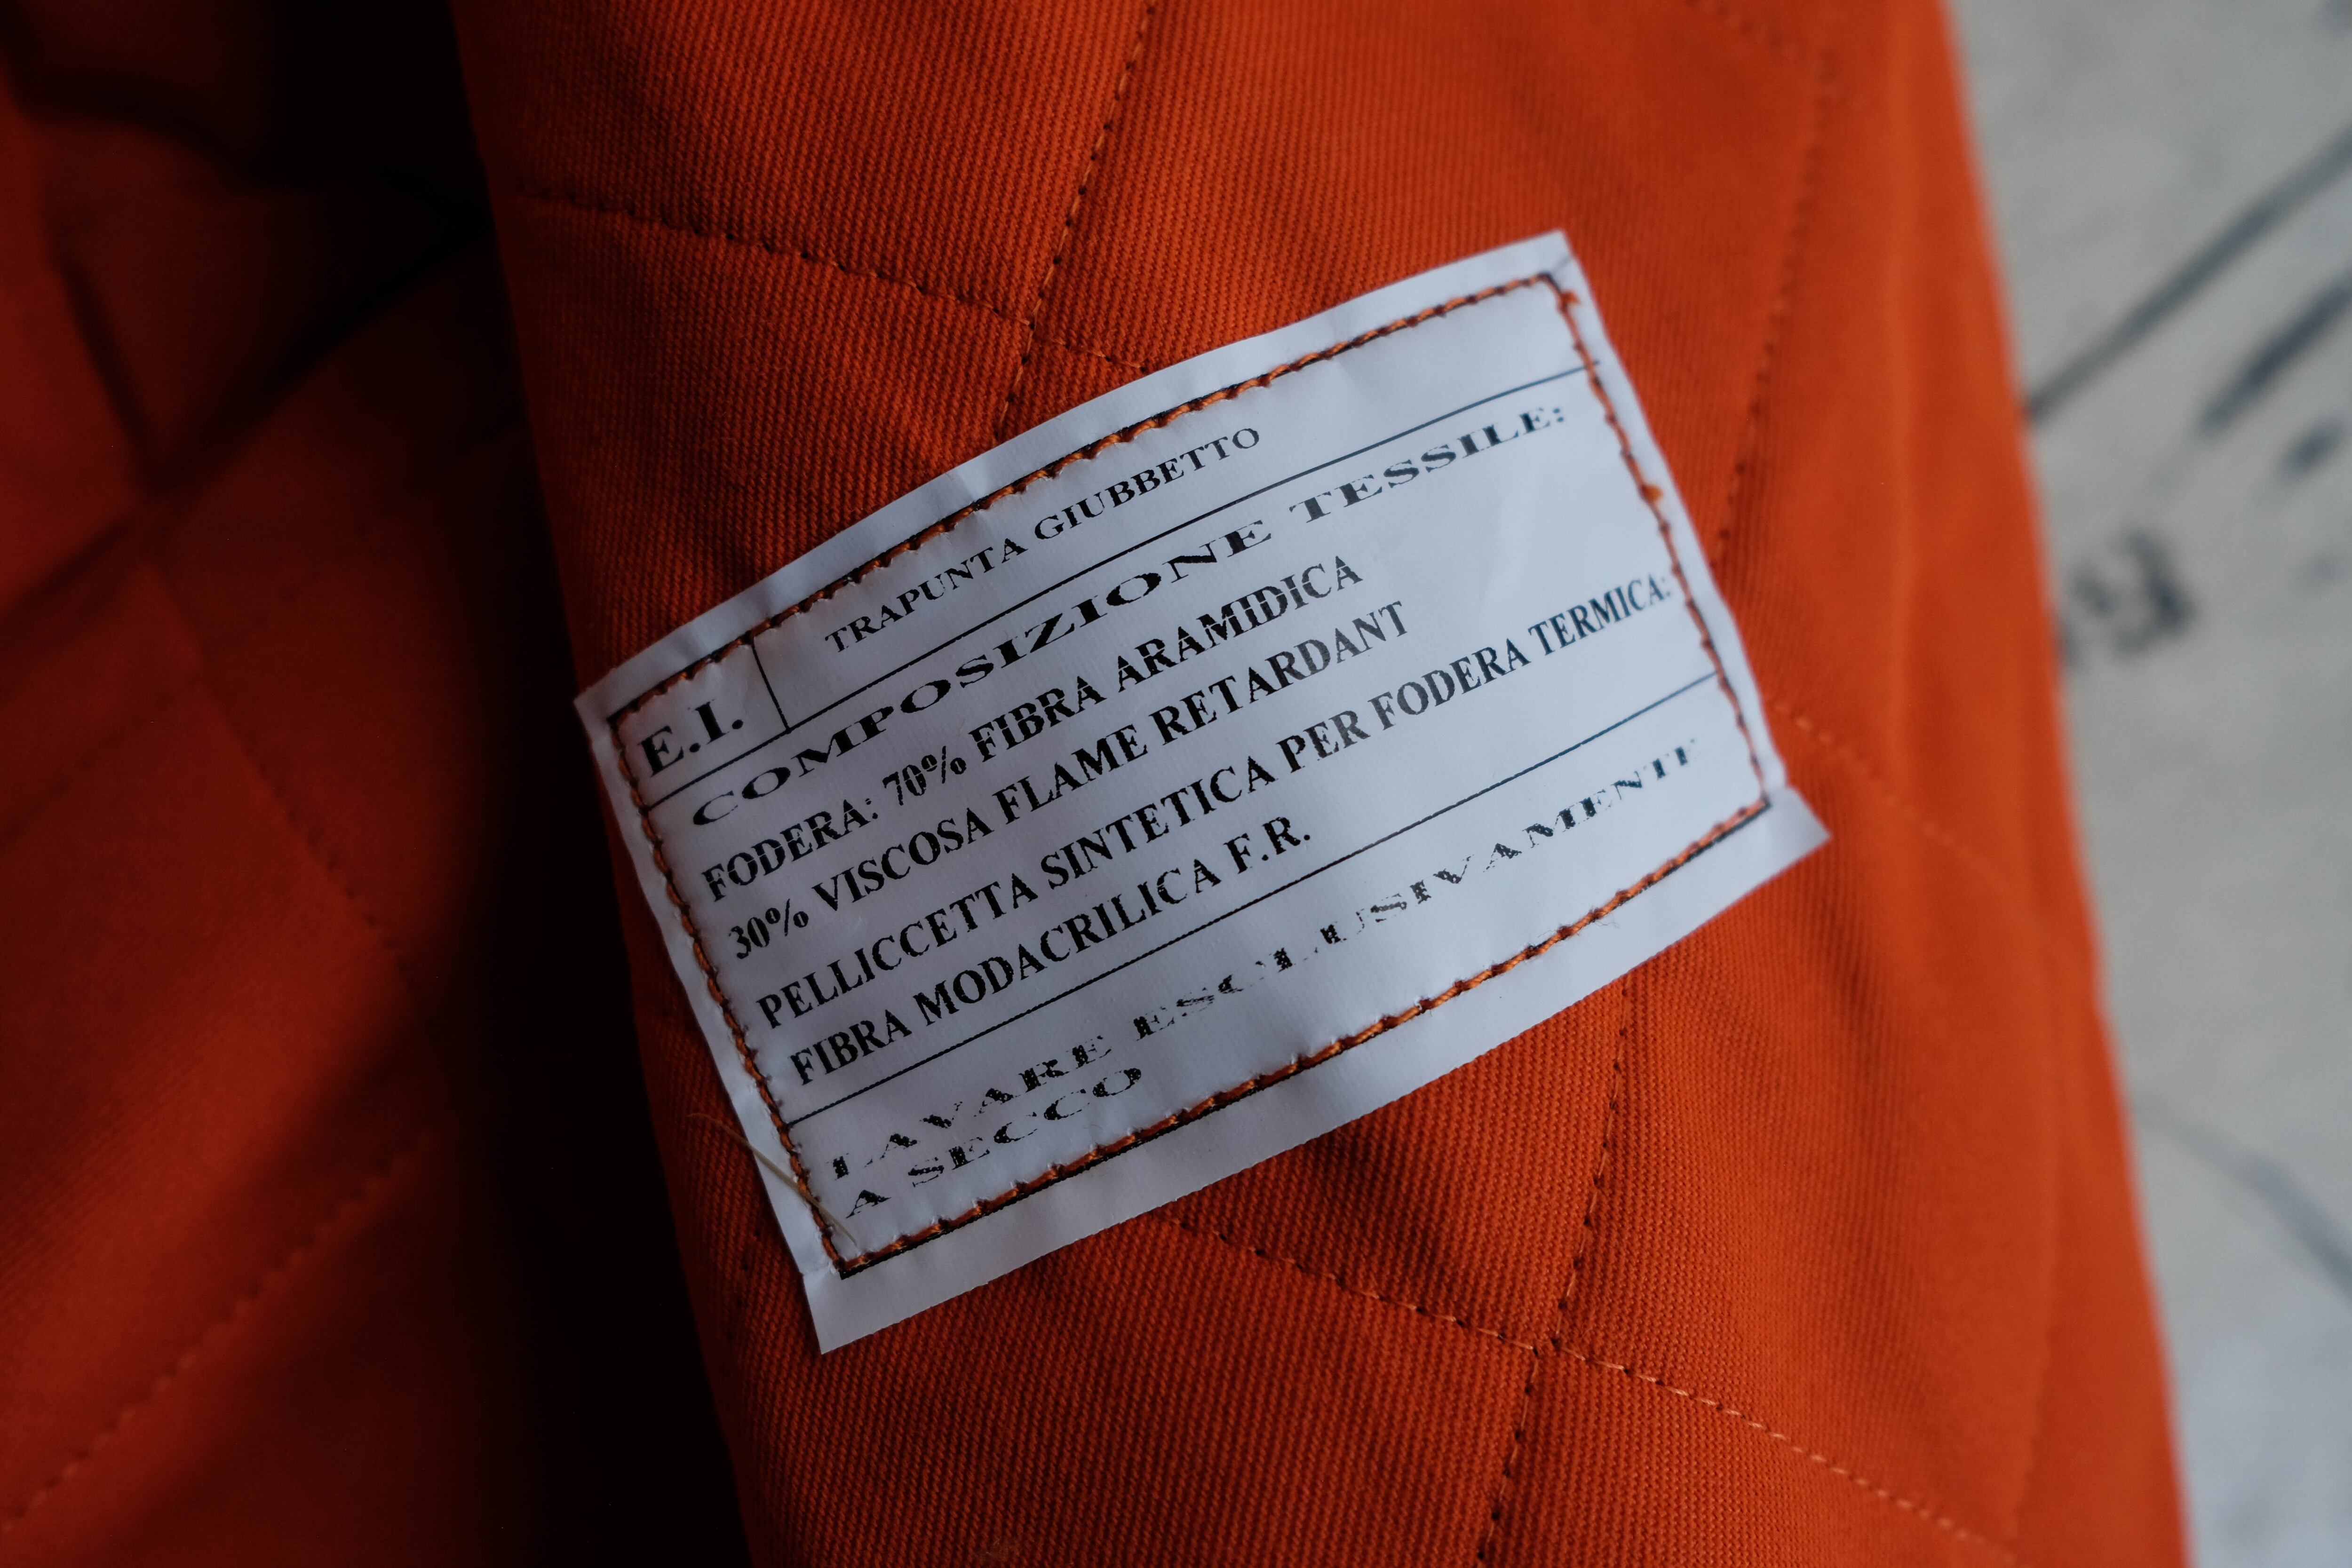 E.I. TRAPUNTA GIUBBETTO
COMPOSIZIONE TESSILE:
FODERA: 70% FIBRA ARAMIDICA
30% VISCOSA FLAME RETARDANT
PELLICCETTA SINTETICA PER FODERA TERMICA:
FIBRA MODACRILICA F.R.
LAVARE ESCLUSIVAMENTE
A SECCO